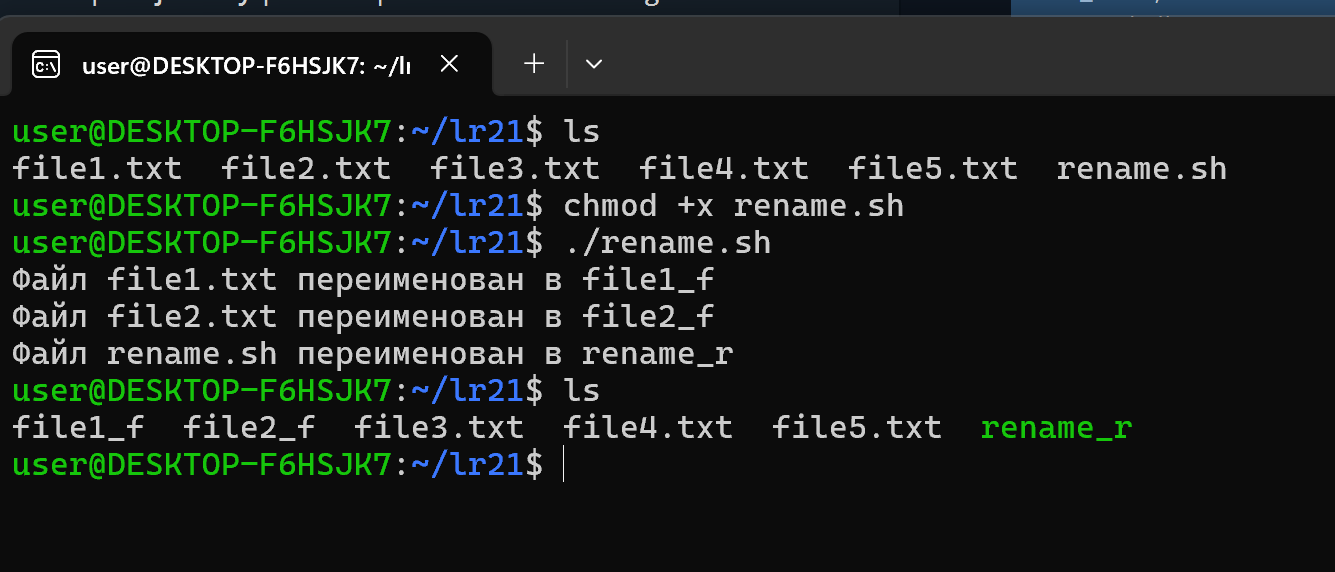 user@DESKTOP-F6HSJK7: ~/lr
user@DESKTOP-F6HSJK7:~/lr21$ ls
file1.txt  file2.txt  file3.txt  file4.txt  file5.txt  rename.sh
user@DESKTOP-F6HSJK7:~/lr21$ chmod +x rename.sh
user@DESKTOP-F6HSJK7:~/lr21$ ./rename.sh
Файл file1.txt переименован в file1_f
Файл file2.txt переименован в file2_f
Файл rename.sh переименован в rename_r
user@DESKTOP-F6HSJK7:~/lr21$ ls
file1_f  file2_f  file3.txt  file4.txt  file5.txt  rename_r
user@DESKTOP-F6HSJK7:~/lr21$